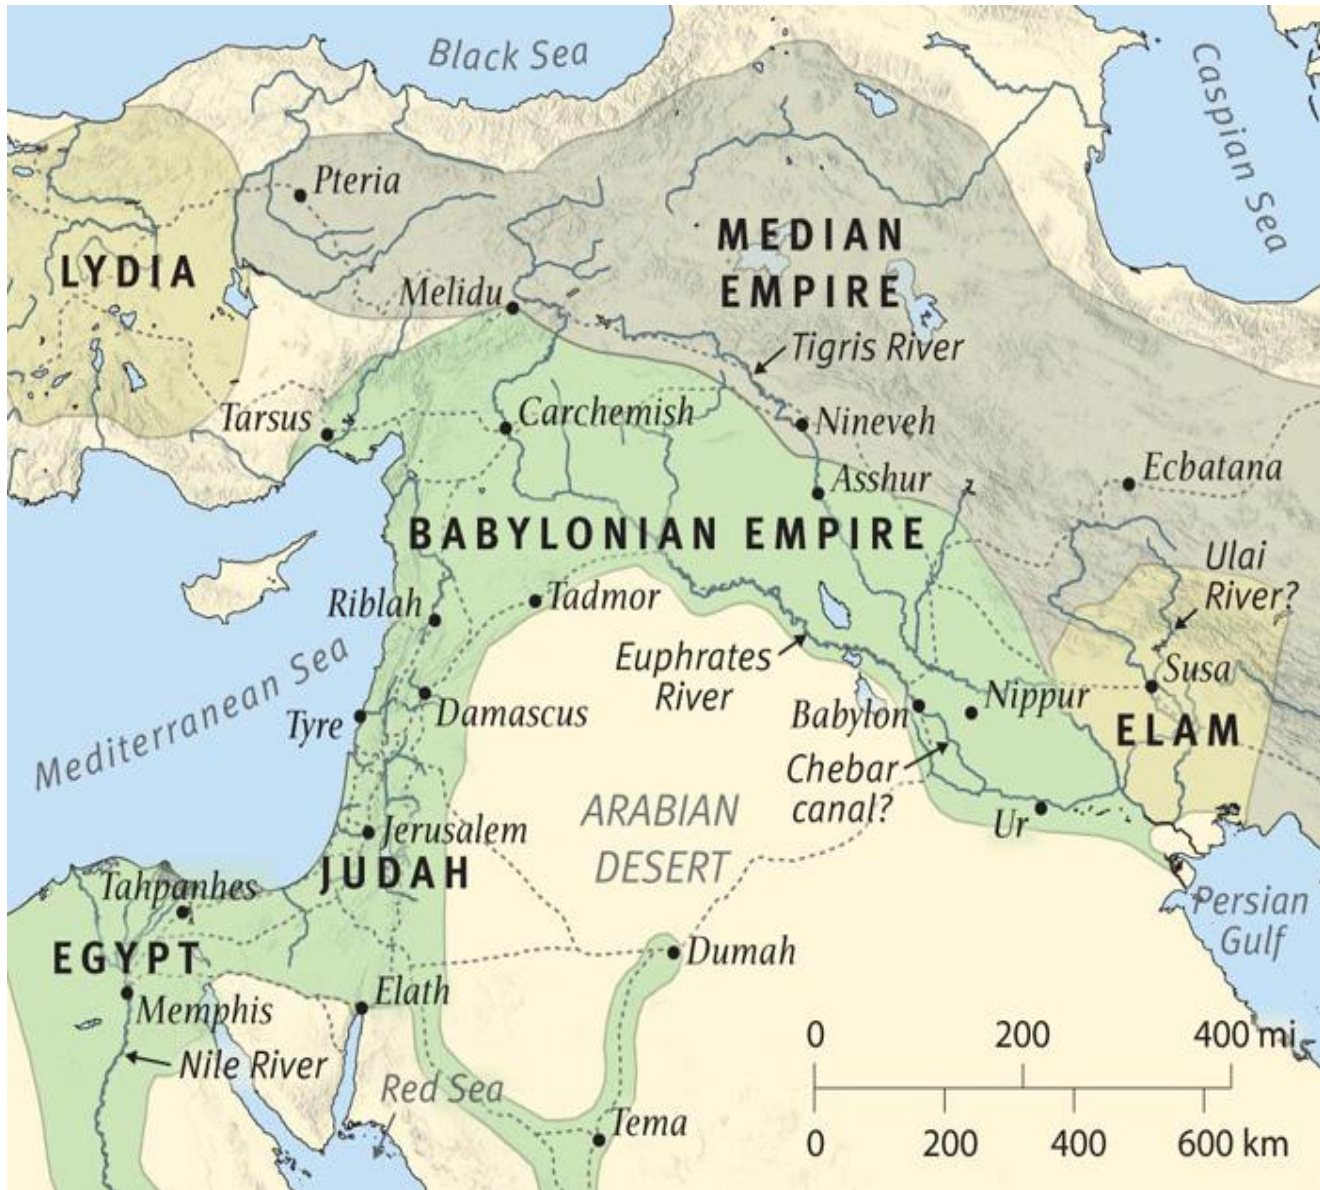 Black Sea
Caspian Sea
Pteria
MEDIAN
EMPIRE
LYDIA
Melidu
Tigris River
Tarsus
Carchemish
Nineveh
Ecbatana
Asshur
BABYLONIAN EMPIRE
Ulai
River?
Riblah
Tadmor
Mediterranean Sea
Euphrates
River
Susa
Nippur
Tyre
Damascus
Babylon
ELAM
Chebar
canal?
ARABIAN
DESERT
Ur
Jerusalem
JUDAH
Tahpanhes
Persian
Gulf
EGYPT
Dumah
Elath
Memphis
Nile River
Red Sea
Tema
0 200 400 mi
0 200 400 600 km